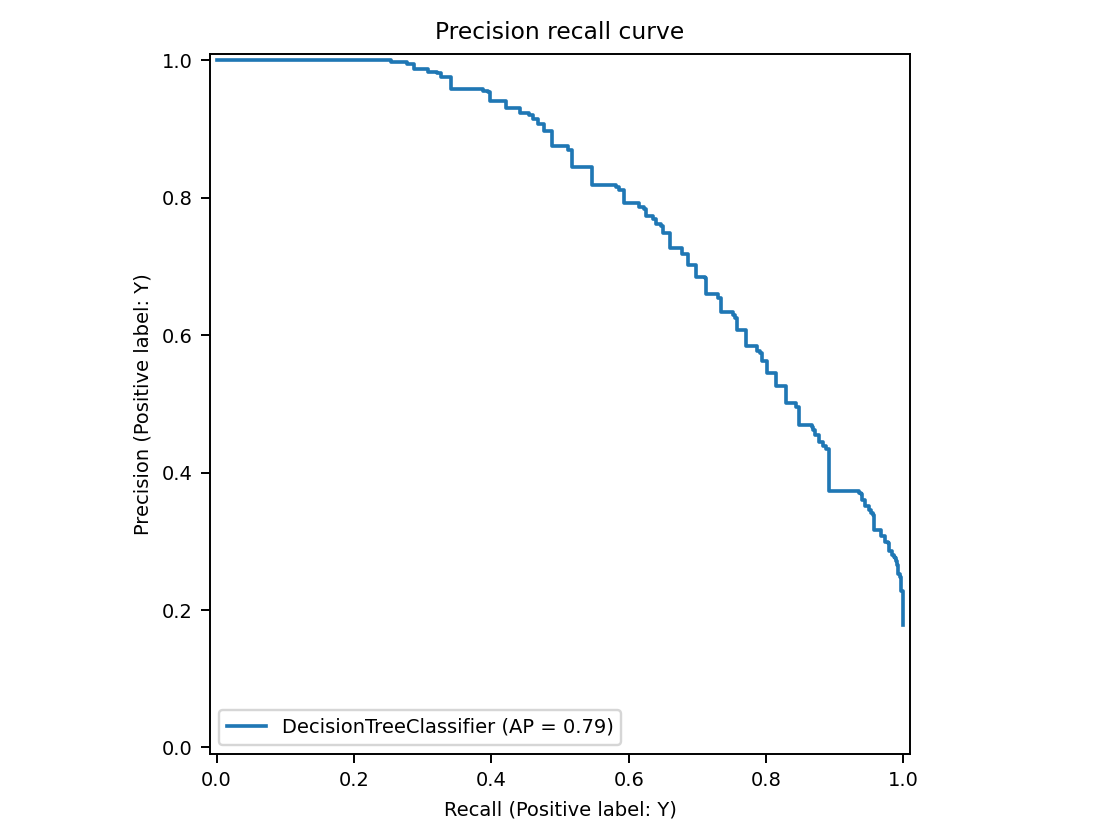 Precision recall curve
1.0
0.8
0.6
0.4
0.2
0.0
Precision (Positive label: Y)
DecisionTreeClassifier (AP = 0.79)
0.0 0.2 0.4 0.6 0.8 1.0
Recall (Positive label: Y)